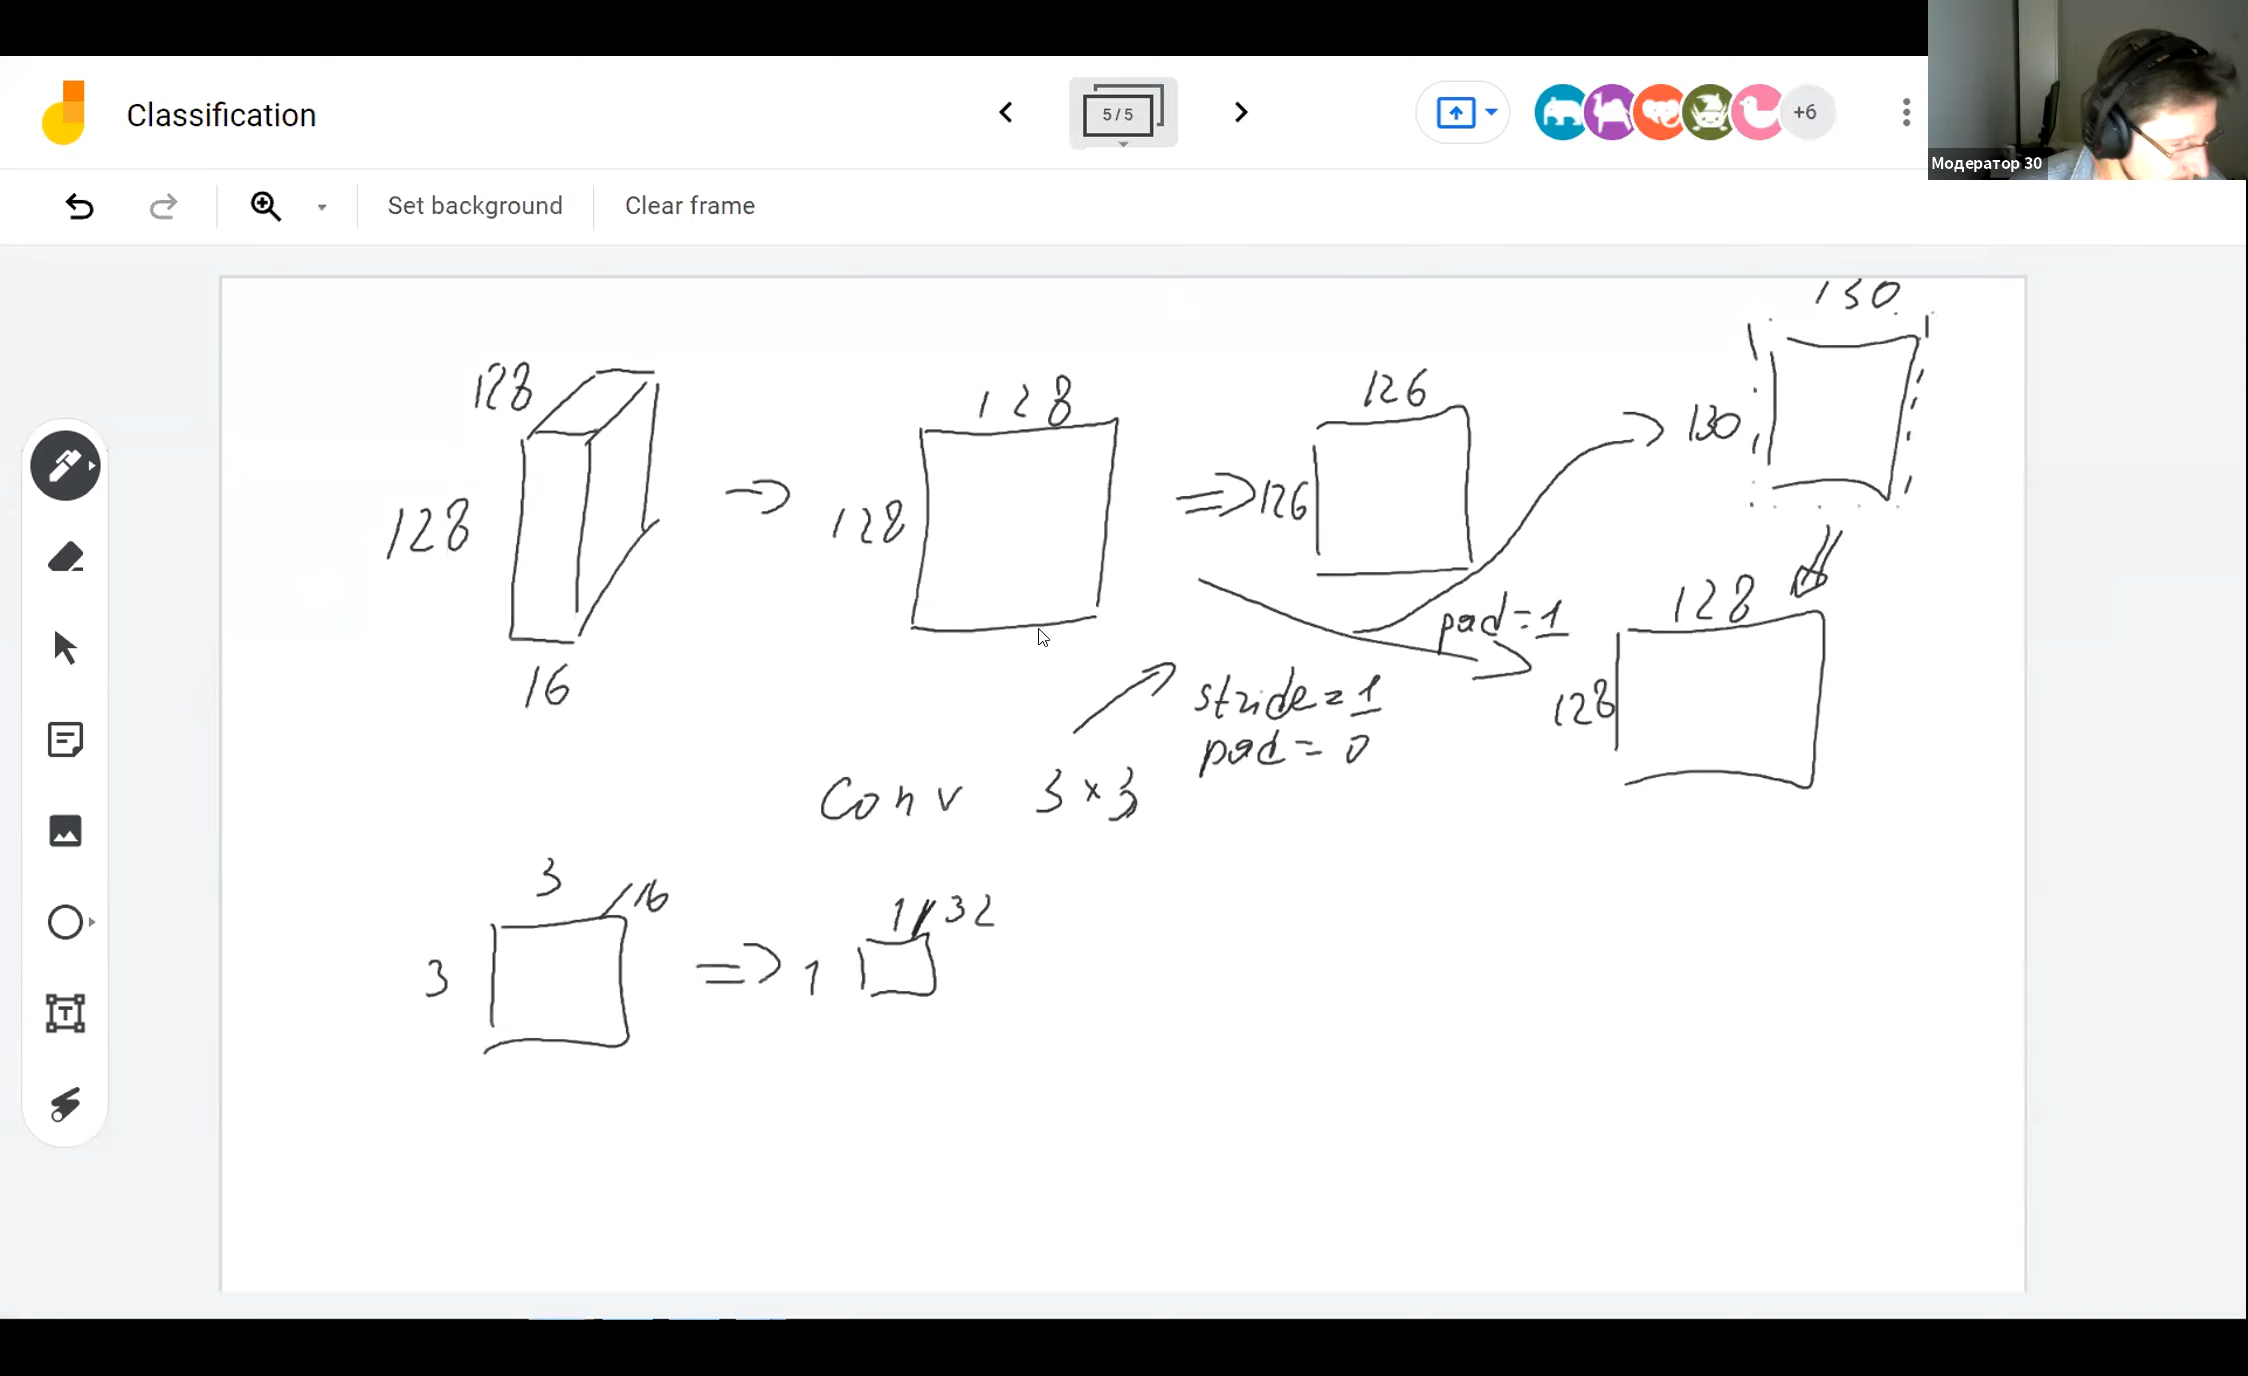 Модератор 30
Classification
5 / 5
+6
Set background
Clear frame
130
128
128
126
130
128
128
126
16
pad = 1
128
128
stride = 1
pad = 0
Conv 3 x 3
3
16
1
32
3
1